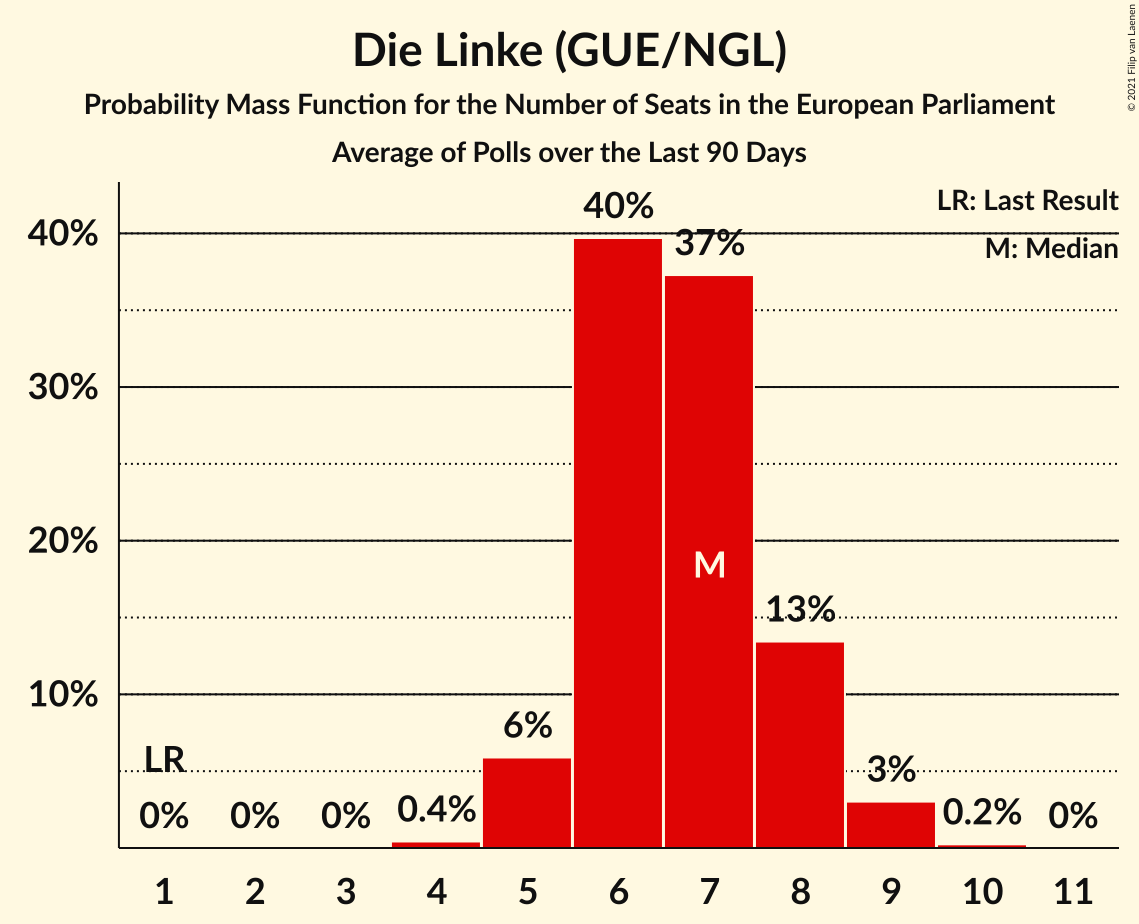 Die Linke (GUE/NGL)
Probability Mass Function for the Number of Seats in the European Parliament
Average of Polls over the Last 90 Days
© 2021 Filip van Laenen
LR: Last Result
M: Median
40%
30%
20%
10%
LR
0%
0%
0%
0.4%
6%
40%
37%
M
13%
3%
0.2%
0%
1 2 3 4 5 6 7 8 9 10 11